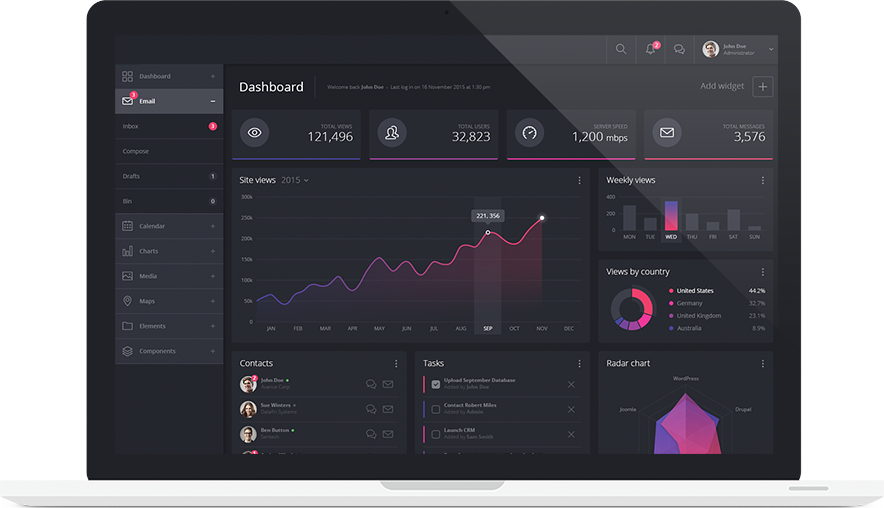 2
John Doe
Administrator
Dashboard
3
Email
Inbox
3
Compose
Drafts
1
Bin
0
Calendar
Charts
Media
Maps
Elements
Components
Dashboard
Welcome back John Doe - Last log in on 16 November 2015 at 1:30 pm
Add widget
TOTAL VIEWS
121,496
TOTAL USERS
32,823
SERVER SPEED
1,200 mbps
TOTAL MESSAGES
3,576
Site views 2015
300k
250k
200k
150k
100k
50k
0k
221, 356
JAN FEB MAR APR MAY JUN JUL AUG SEP OCT NOV DEC
Weekly views
400
200
0
MON TUE WED THU FRI SAT SUN
Views by country
United States 44.2%
Germany 32.7%
United Kingdom 23.1%
Australia 8.9%
Contacts
2
John Doe
Sue Winters
Ben Button
Tasks
Upload September Database
Added by John Doe
Contact Robert Miles
Added by Admin
Launch CRM
Added by Sam Smith
Radar chart
WordPress
Joomla
Drupal